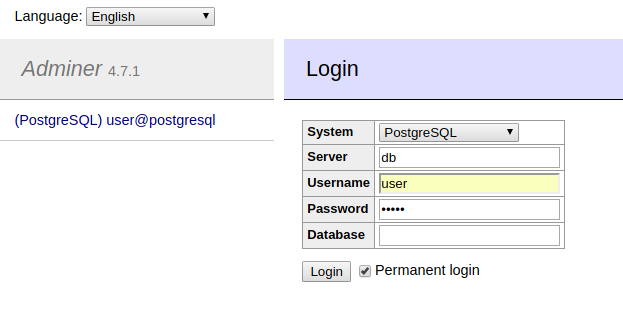 Language: English
Adminer 4.7.1
Login
(PostgreSQL) user@postgresql
System PostgreSQL
Server db
Username user
Password •••••
Database
Login Permanent login